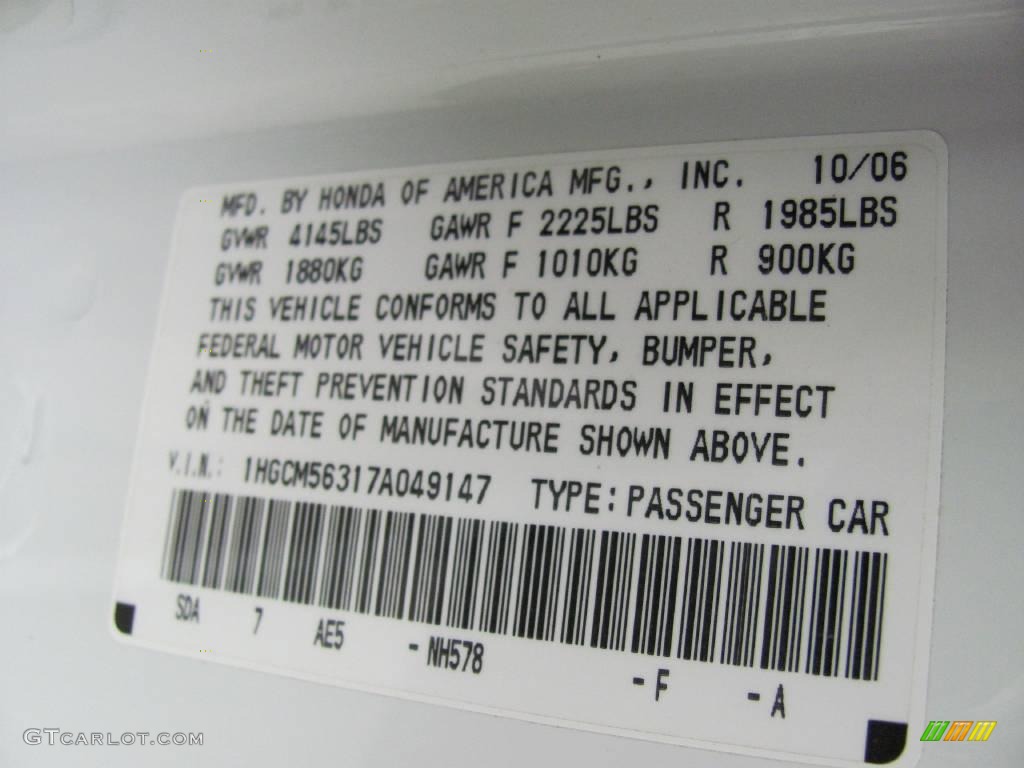 MFD. BY HONDA OF AMERICA MFG., INC. 10/06
GVWR 4145LBS GAWR F 2225LBS R 1985LBS
GVWR 1880KG GAWR F 1010KG R 900KG
THIS VEHICLE CONFORMS TO ALL APPLICABLE
FEDERAL MOTOR VEHICLE SAFETY, BUMPER,
AND THEFT PREVENTION STANDARDS IN EFFECT
ON THE DATE OF MANUFACTURE SHOWN ABOVE.
V.I.N.: 1HGCM56317A049147 TYPE: PASSENGER CAR
SDA 7 AE5 -NH578 -F -A
GTCARLOT.COM